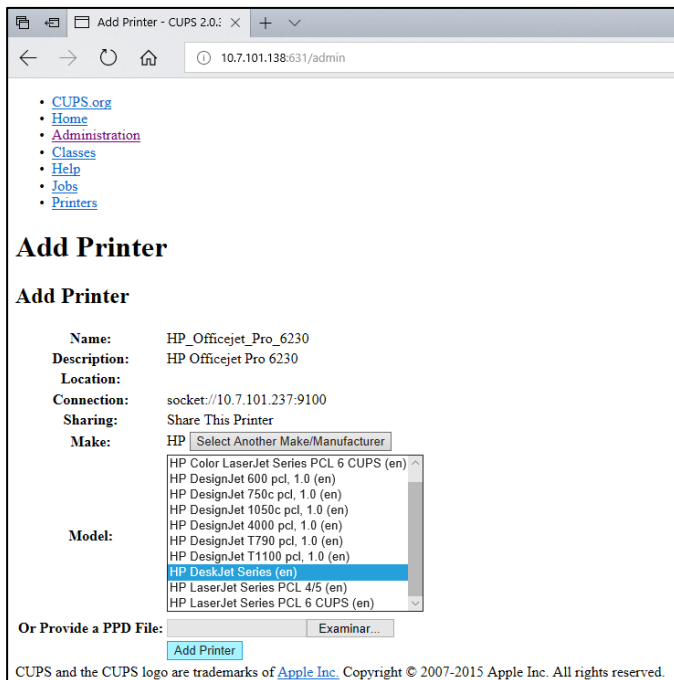 Add Printer - CUPS 2.0.:
10.7.101.138:631/admin
CUPS.org
Home
Administration
Classes
Help
Jobs
Printers
Add Printer
Add Printer
Name: HP_Officejet_Pro_6230
Description: HP Officejet Pro 6230
Location:
Connection: socket://10.7.101.237:9100
Sharing: Share This Printer
Make: HP Select Another Make/Manufacturer
HP Color LaserJet Series PCL 6 CUPS (en)
HP DesignJet 600 pcl, 1.0 (en)
HP DesignJet 750c pcl, 1.0 (en)
HP DesignJet 1050c pcl, 1.0 (en)
HP DesignJet 4000 pcl, 1.0 (en)
HP DesignJet T790 pcl, 1.0 (en)
Model: HP DesignJet T1100 pcl, 1.0 (en)
HP DeskJet Series (en)
HP LaserJet Series PCL 4/5 (en)
HP LaserJet Series PCL 6 CUPS (en)
Or Provide a PPD File: Examinar...
Add Printer
CUPS and the CUPS logo are trademarks of Apple Inc. Copyright © 2007-2015 Apple Inc. All rights reserved.